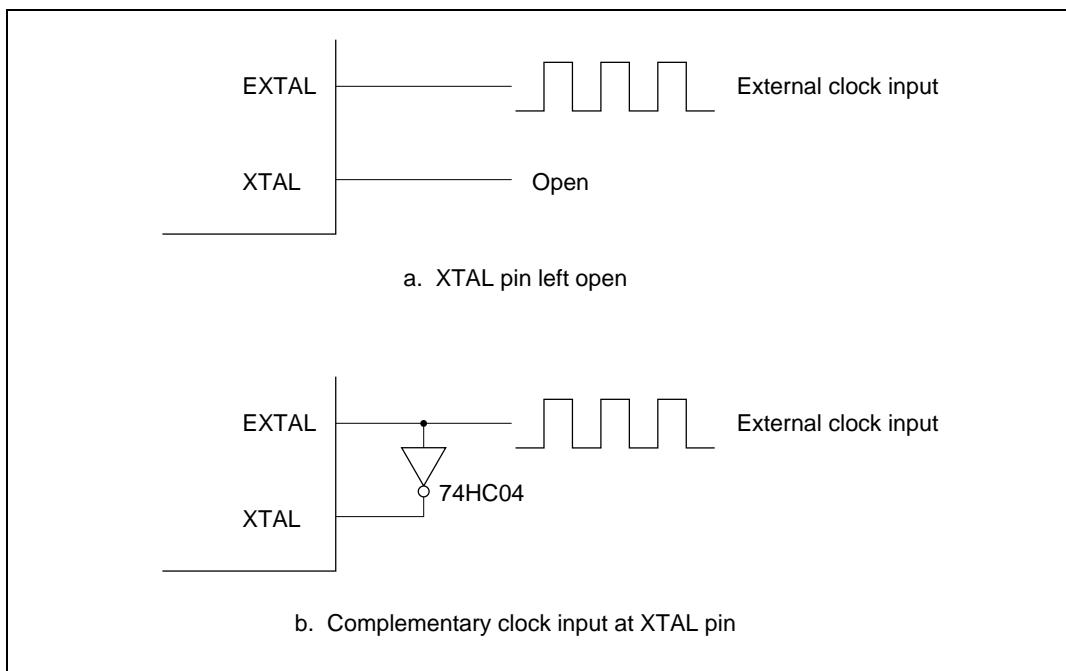 EXTAL
External clock input
XTAL
Open
a. XTAL pin left open
EXTAL
External clock input
74HC04
XTAL
b. Complementary clock input at XTAL pin